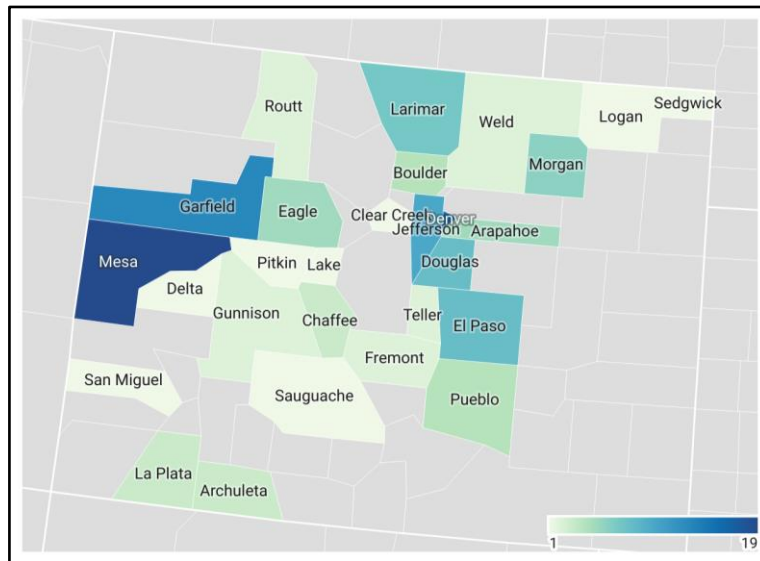 Routt
Larimar
Weld
Logan
Sedgwick
Morgan
Boulder
Garfield
Eagle
Clear Creek
Denver
Jefferson
Arapahoe
Mesa
Pitkin
Lake
Douglas
Delta
Gunnison
Chaffee
Teller
El Paso
Fremont
San Miguel
Sauguache
Pueblo
La Plata
Archuleta
1
19